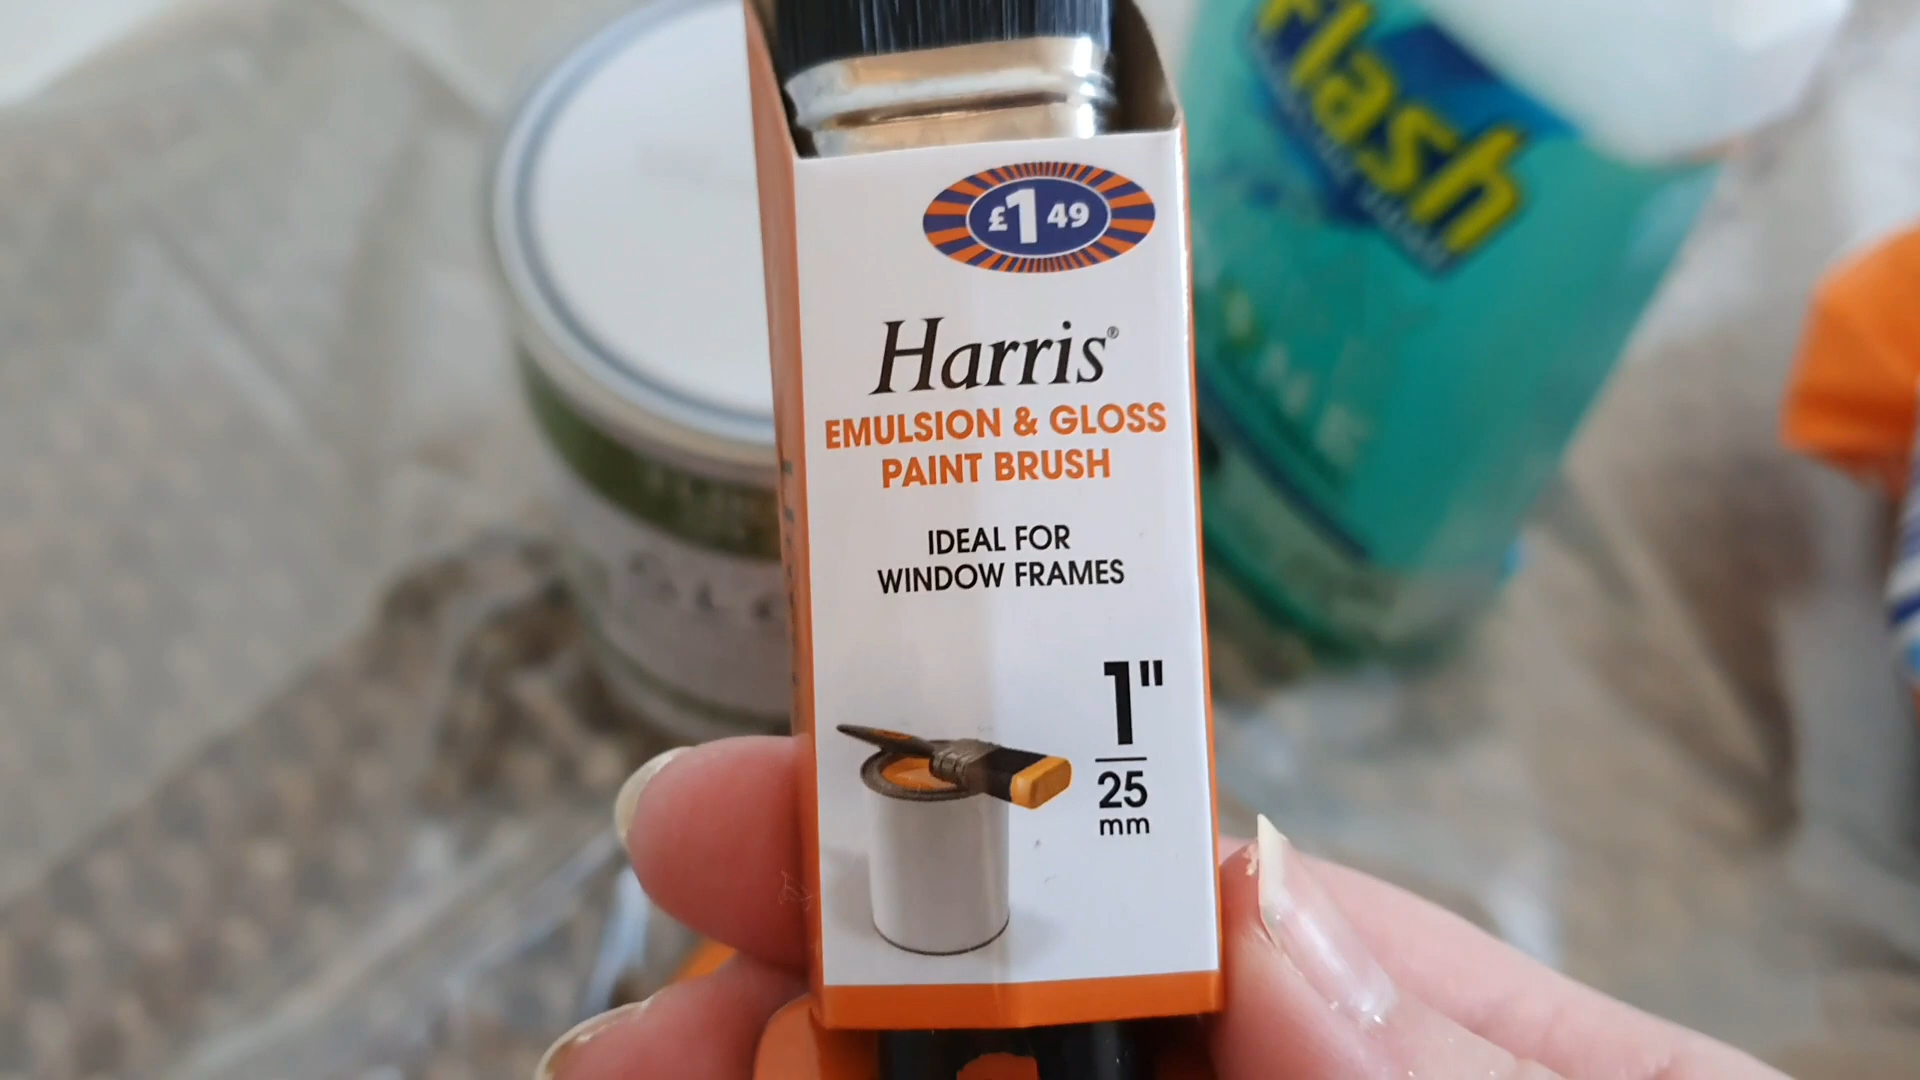 £1 49
Harris®
EMULSION & GLOSS
PAINT BRUSH
IDEAL FOR
WINDOW FRAMES
1"
25
mm
Flash